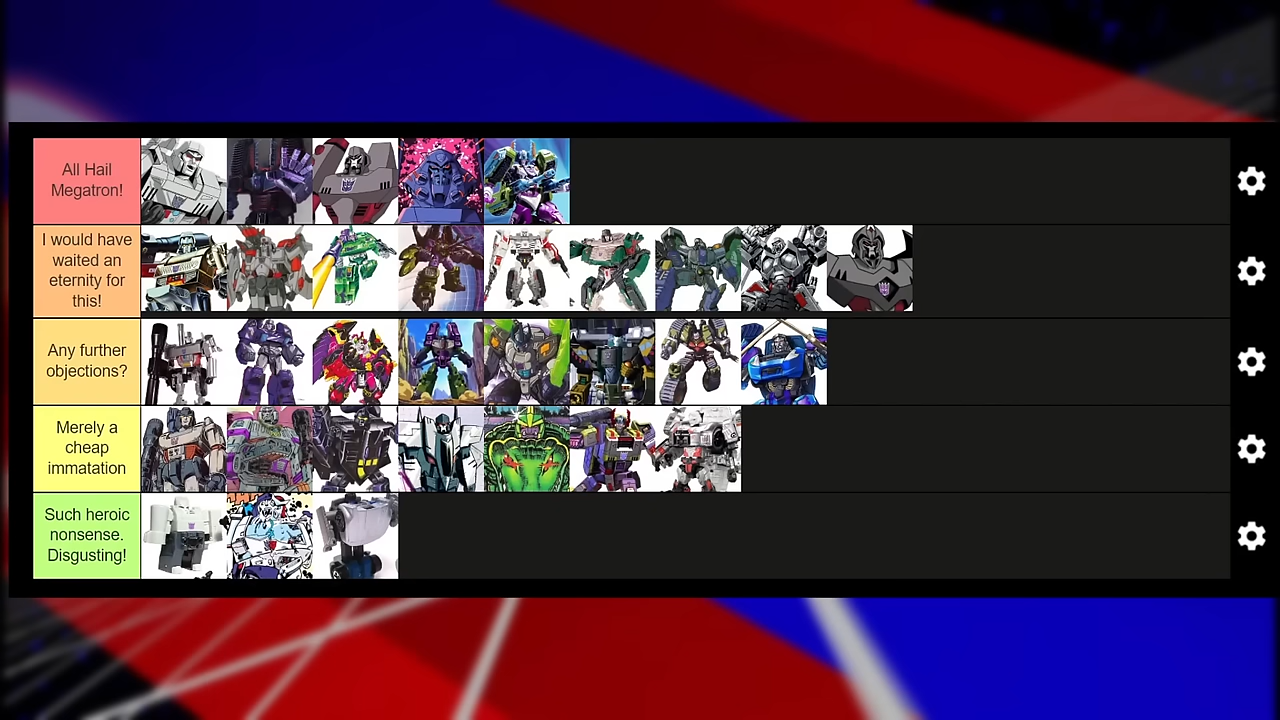 All Hail
Megatron!
I would have
waited an
eternity for
this!
Any further
objections?
Merely a
cheap
immatation
Such heroic
nonsense.
Disgusting!